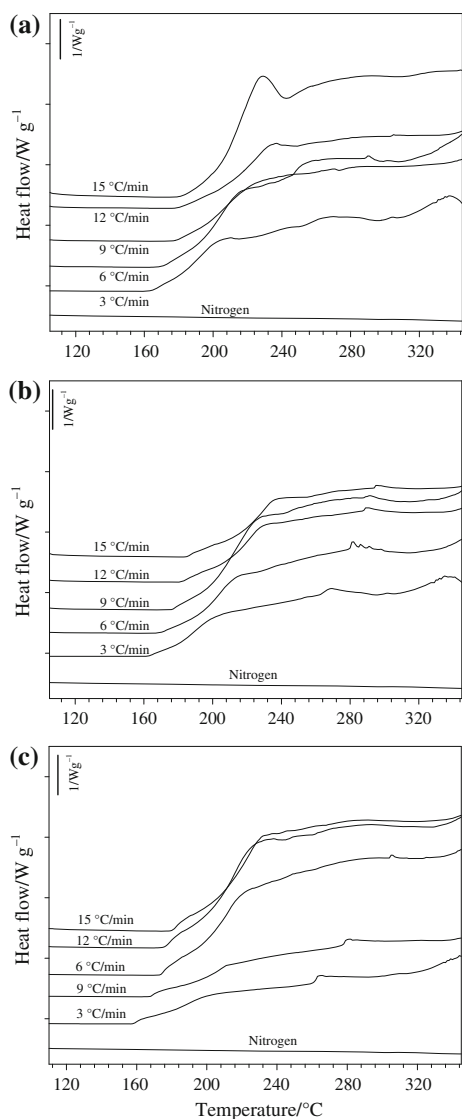 (a)
1/Wg⁻¹
Heat flow/W g⁻¹
15 °C/min
12 °C/min
9 °C/min
6 °C/min
3 °C/min
Nitrogen
120 160 200 240 280 320
(b)
1/Wg⁻¹
Heat flow/W g⁻¹
15 °C/min
12 °C/min
9 °C/min
6 °C/min
3 °C/min
Nitrogen
120 160 200 240 280 320
(c)
1/Wg⁻¹
Heat flow/W g⁻¹
15 °C/min
12 °C/min
6 °C/min
9 °C/min
3 °C/min
Nitrogen
120 160 200 240 280 320
Temperature/°C